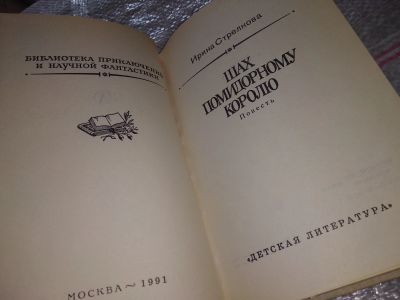 БИБЛИОТЕКА ПРИКЛЮЧЕНИЙ
И НАУЧНОЙ ФАНТАСТИКИ
МОСКВА ~ 1991
Ирина Стрелкова
ШАХ
ПОМИДОРНОМУ
КОРОЛЮ
Повесть
«ДЕТСКАЯ ЛИТЕРАТУРА»